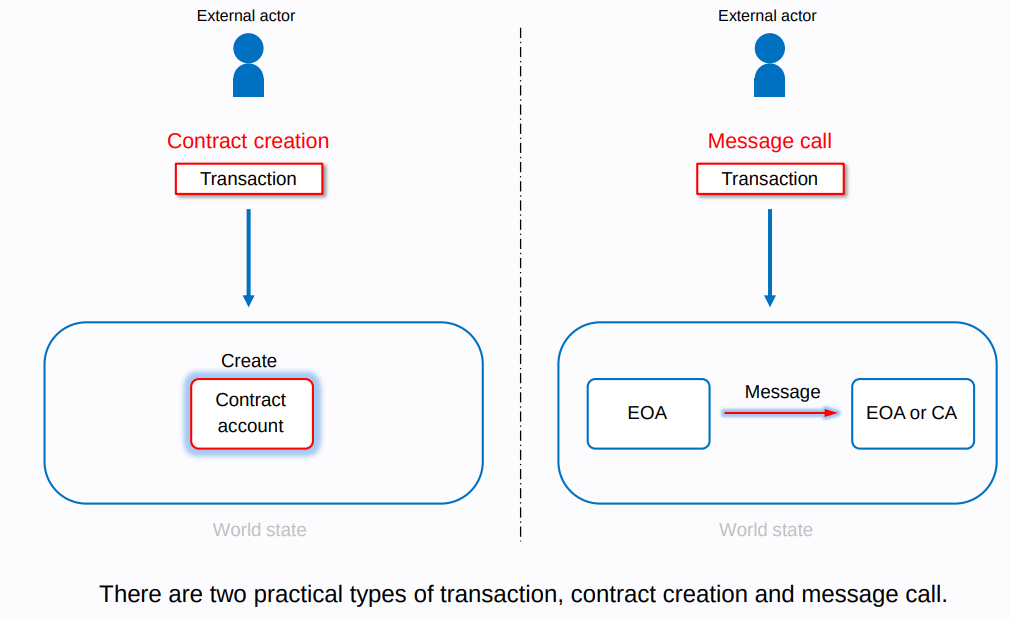 External actor
Contract creation
Transaction
Create
Contract
account
World state
External actor
Message call
Transaction
EOA
Message
EOA or CA
World state
There are two practical types of transaction, contract creation and message call.